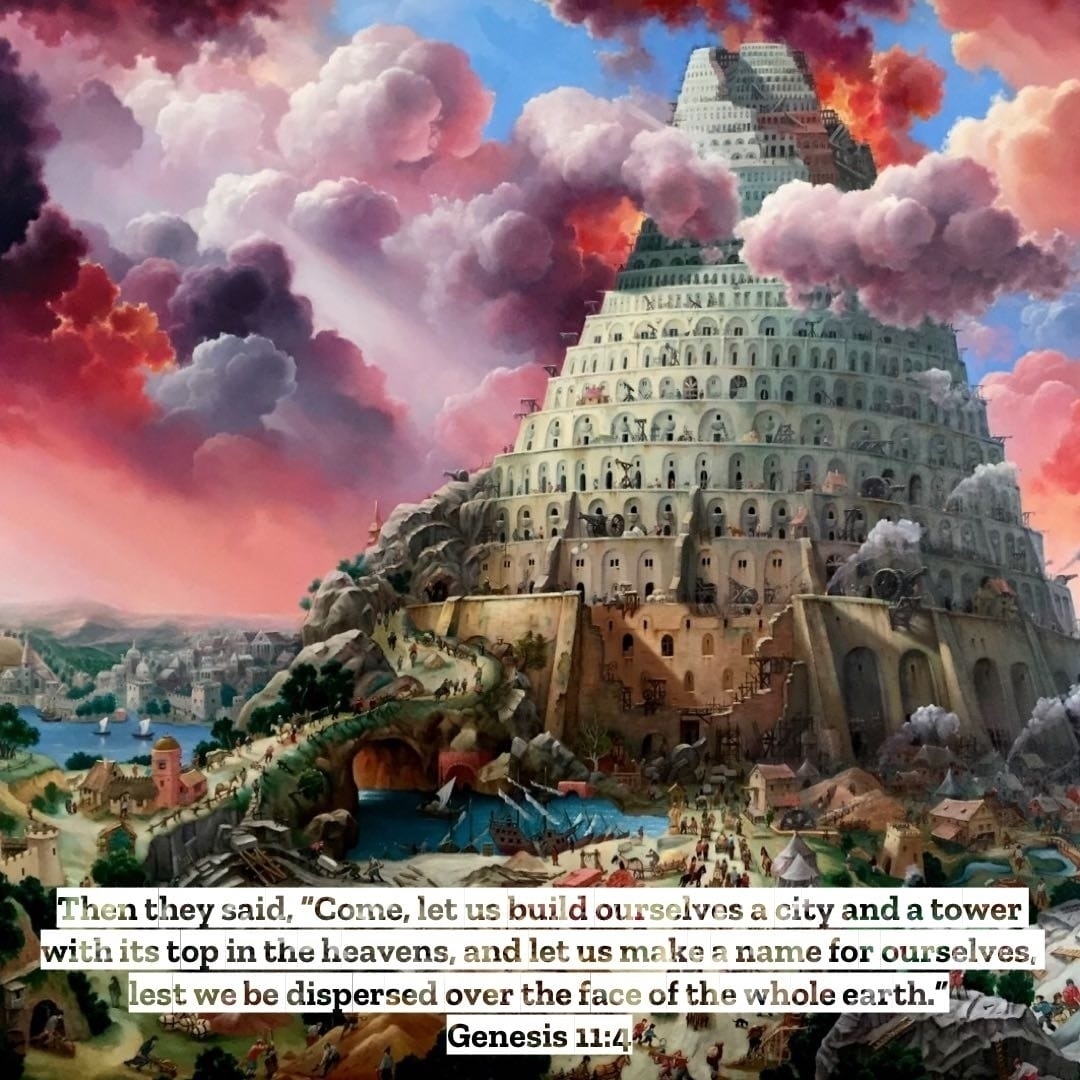 Then they said, “Come, let us build ourselves a city and a tower
with its top in the heavens, and let us make a name for ourselves,
lest we be dispersed over the face of the whole earth.”
Genesis 11:4